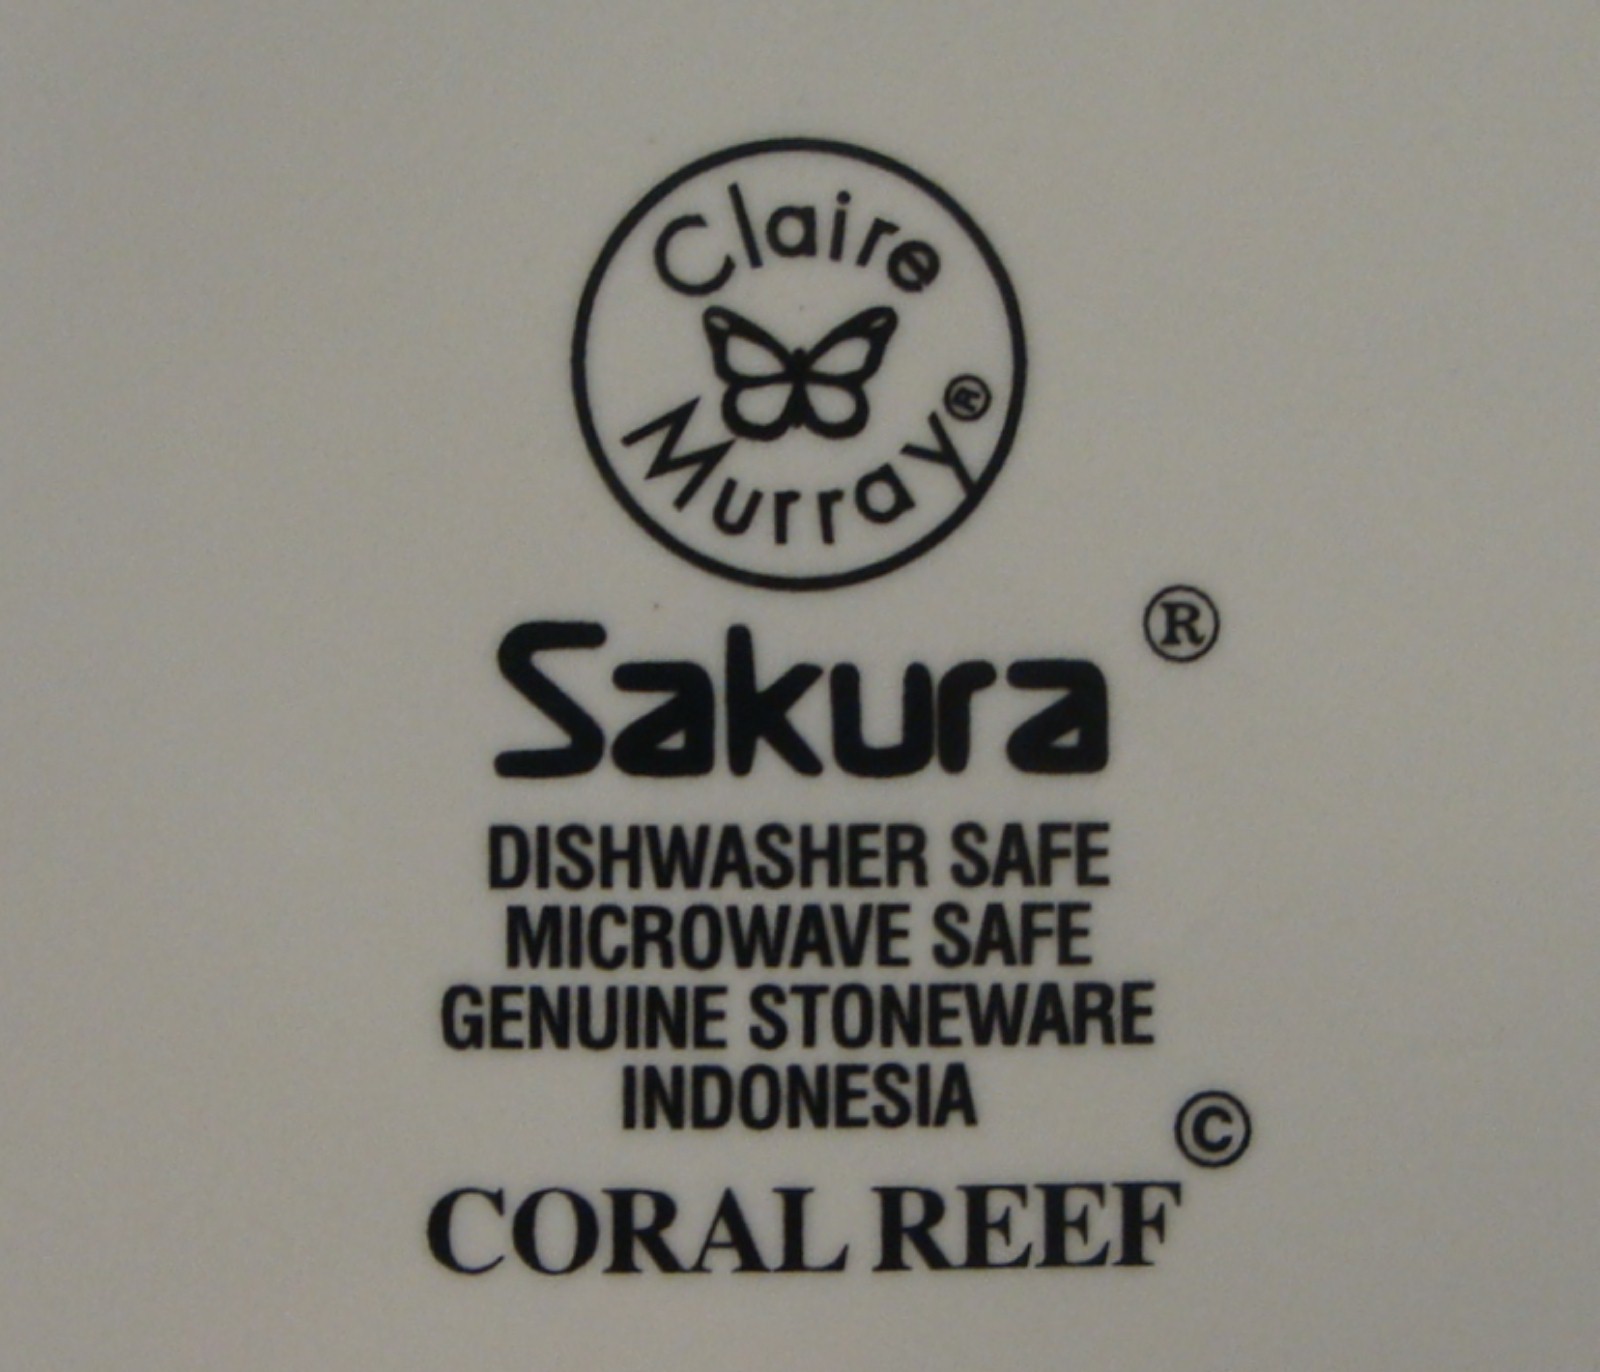 Claire
Murray®
Sakura®
DISHWASHER SAFE
MICROWAVE SAFE
GENUINE STONEWARE
INDONESIA
CORAL REEF©